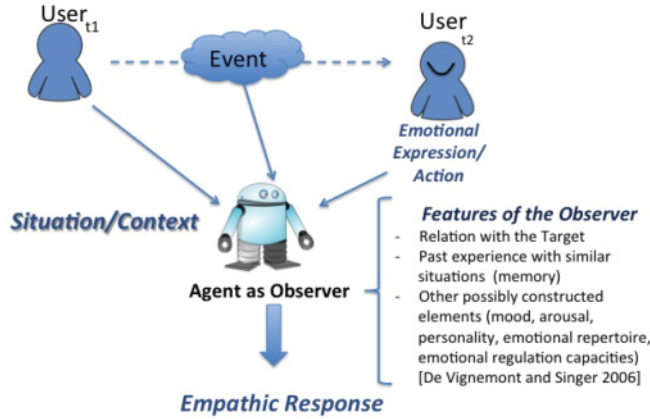 User t1
User t2
Event
Emotional
Expression/
Action
Situation/Context
Agent as Observer
Features of the Observer
- Relation with the Target
- Past experience with similar
situations (memory)
- Other possibly constructed
elements (mood, arousal,
personality, emotional repertoire,
emotional regulation capacities)
[De Vignemont and Singer 2006]
Empathic Response